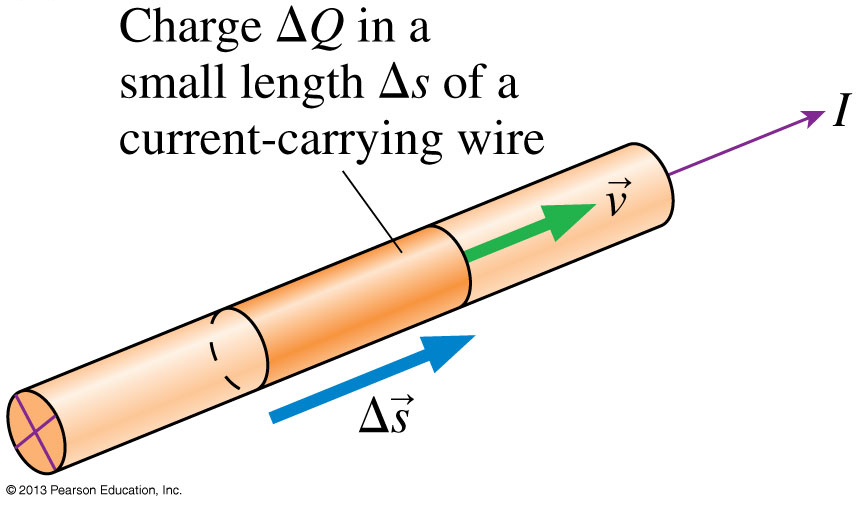 Charge ΔQ in a
small length Δs of a
current-carrying wire
I
v⃗
Δs⃗
© 2013 Pearson Education, Inc.